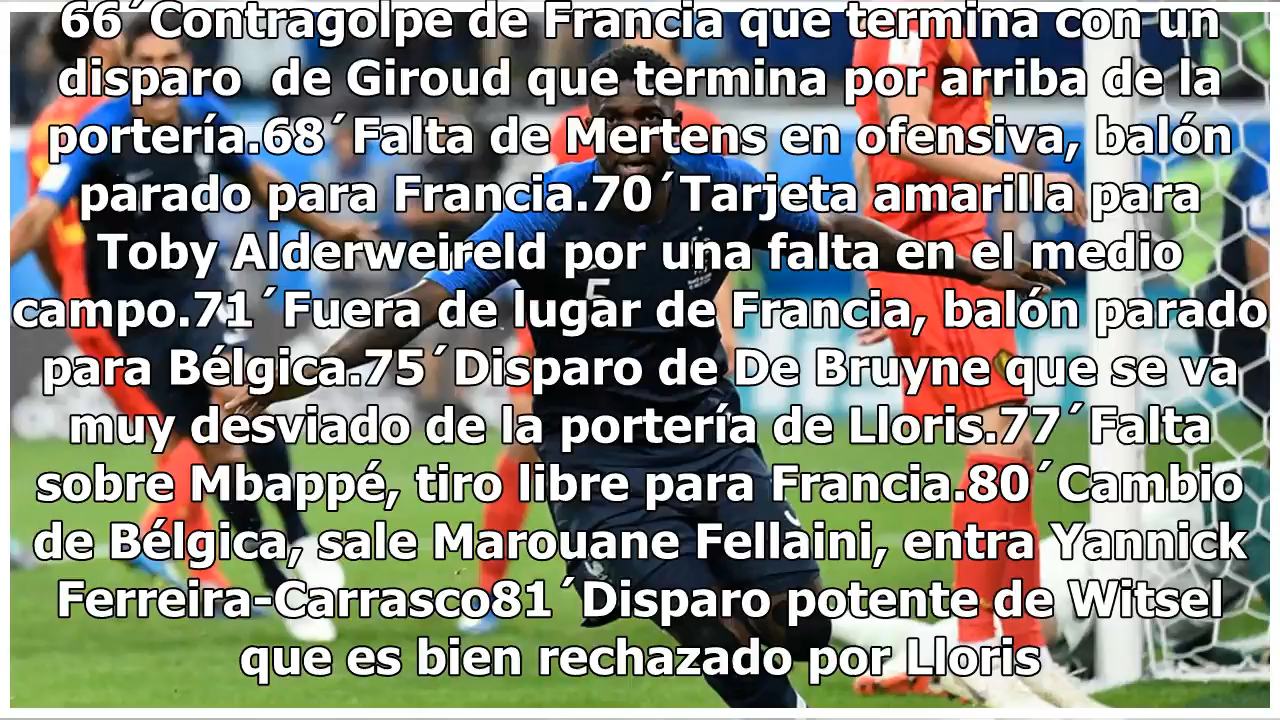 66´Contragolpe de Francia que termina con un
disparo  de Giroud que termina por arriba de la
portería.68´Falta de Mertens en ofensiva, balón
parado para Francia.70´Tarjeta amarilla para
Toby Alderweireld por una falta en el medio
campo.71´Fuera de lugar de Francia, balón parado
para Bélgica.75´Disparo de De Bruyne que se va
muy desviado de la portería de Lloris.77´Falta
sobre Mbappé, tiro libre para Francia.80´Cambio
de Bélgica, sale Marouane Fellaini, entra Yannick
Ferreira-Carrasco81´Disparo potente de Witsel
que es bien rechazado por Lloris
5